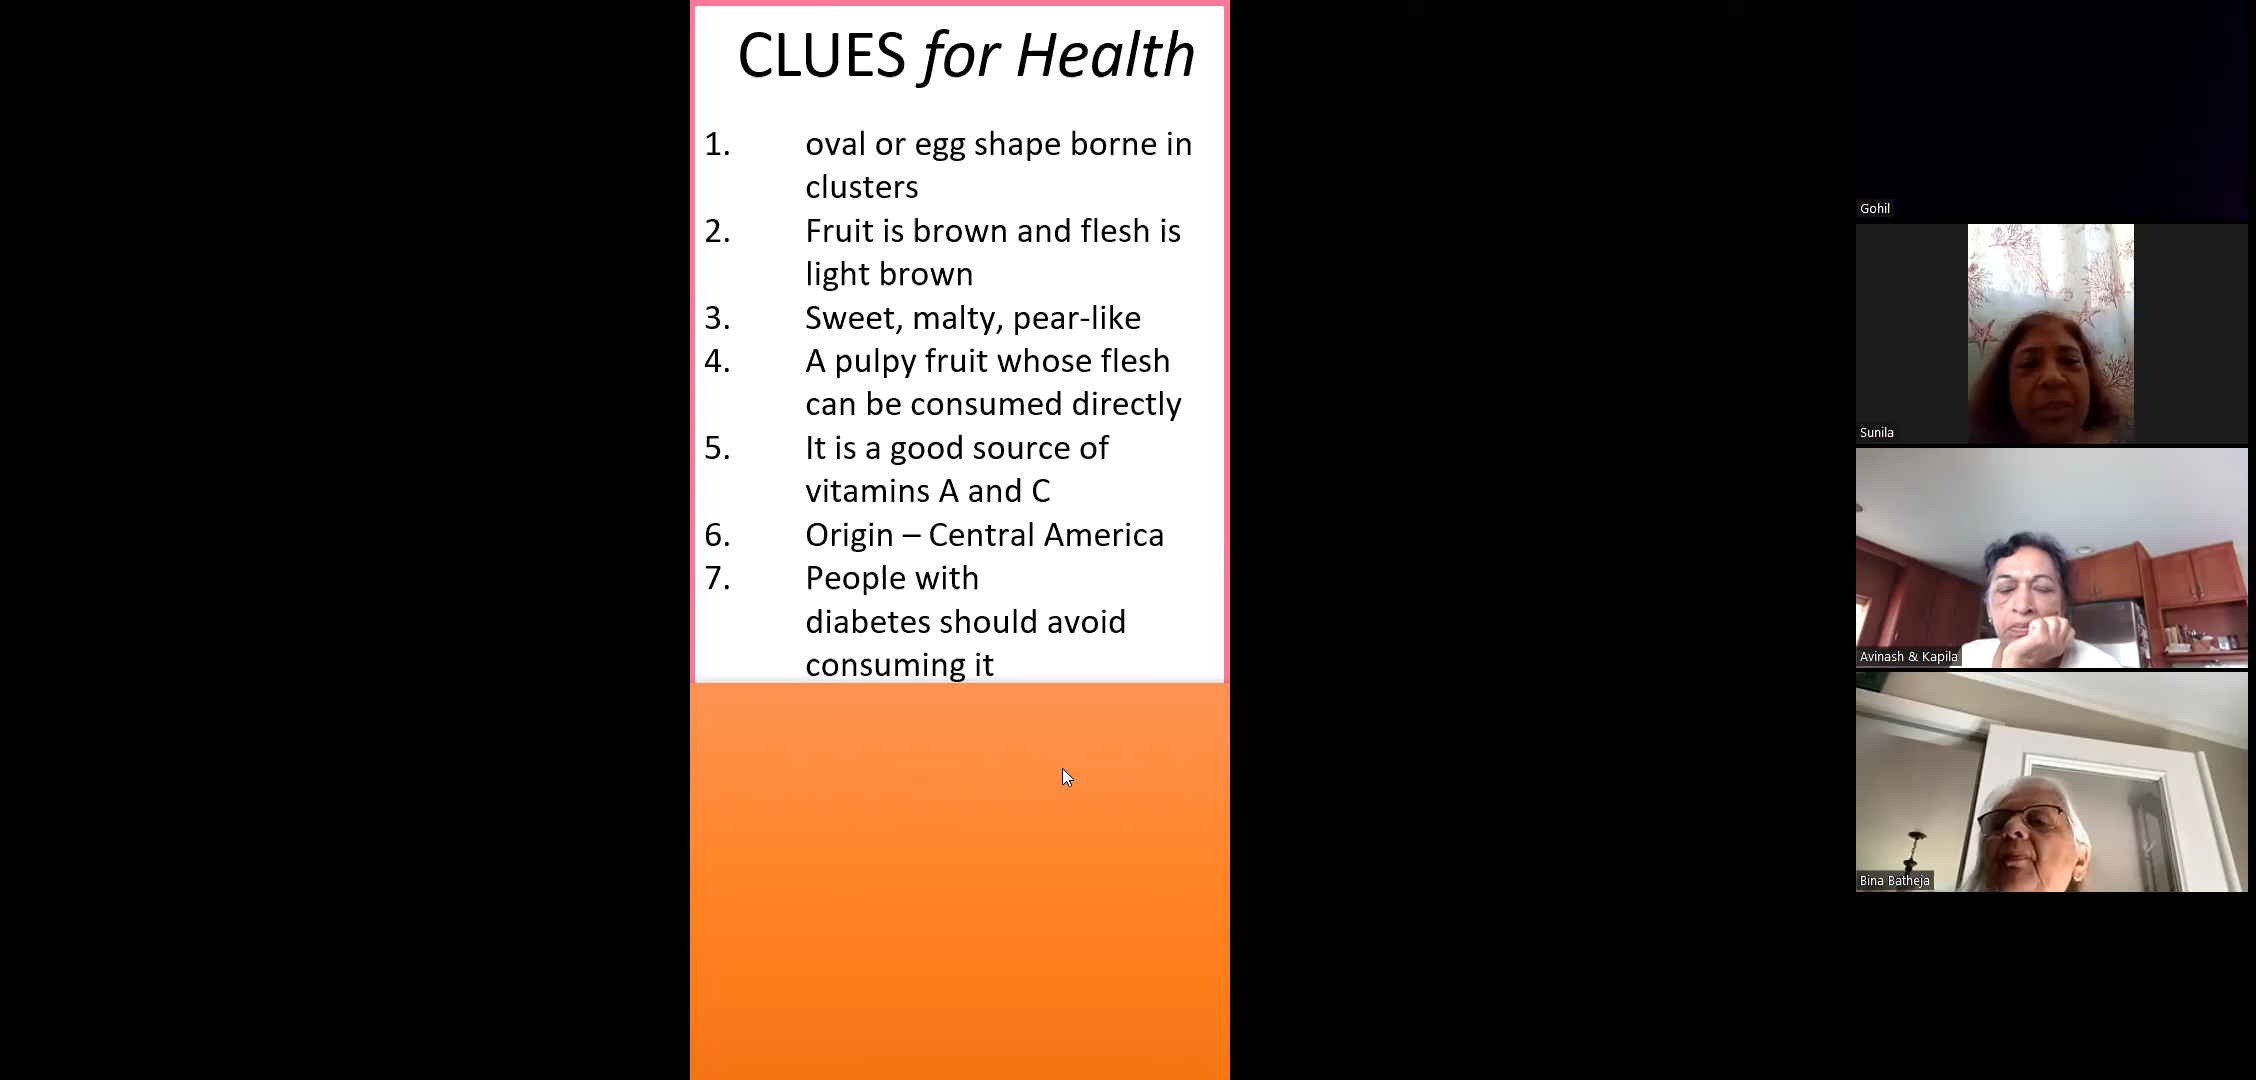 CLUES for Health
1. oval or egg shape borne in
clusters
2. Fruit is brown and flesh is
light brown
3. Sweet, malty, pear-like
4. A pulpy fruit whose flesh
can be consumed directly
5. It is a good source of
vitamins A and C
6. Origin – Central America
7. People with
diabetes should avoid
consuming it
Gohil
Sunila
Avinash & Kapila
Bina Batheja